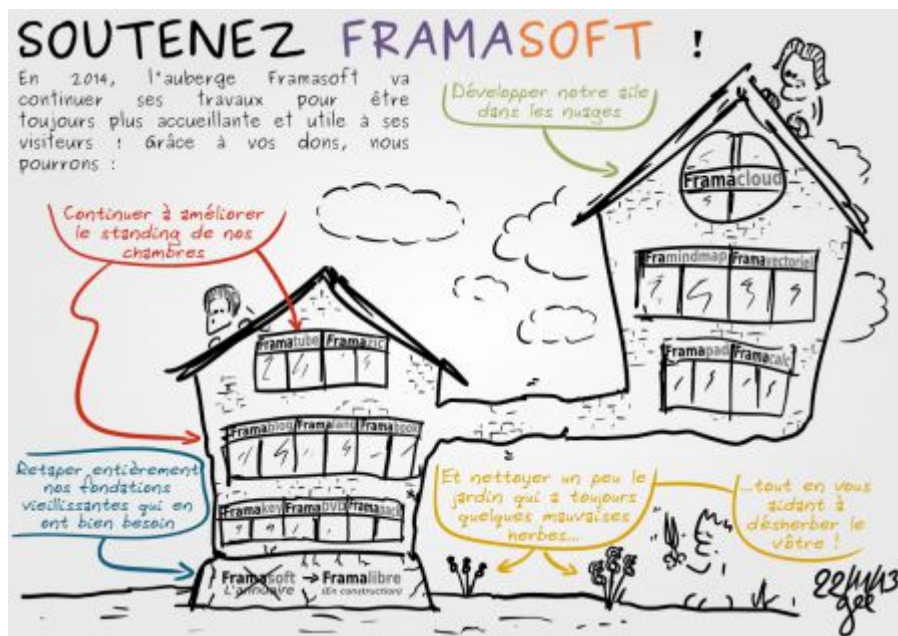 SOUTENEZ FRAMASOFT !
En 2014, l'auberge Framasoft va
continuer ses travaux pour être
toujours plus accueillante et utile à ses
visiteurs ! Grâce à vos dons, nous
pourrons :
Développer notre aile
dans les nuages
Framacloud
Continuer à améliorer
le standing de nos
chambres
Framindmap Framavectoriel
Framatube Framazic
Framapad Framacalc
Framablog Framalang Framabook
Retaper entièrement
nos fondations
vieillissantes qui en
ont bien besoin
Framakey FramaDVD Framapack
Et nettoyer un peu le
jardin qui a toujours
quelques mauvaises
herbes...
...tout en vous
aidant à
désherber le
vôtre !
Framasoft → Framalibre
L'annuaire (En construction)
22/11/13
Gee